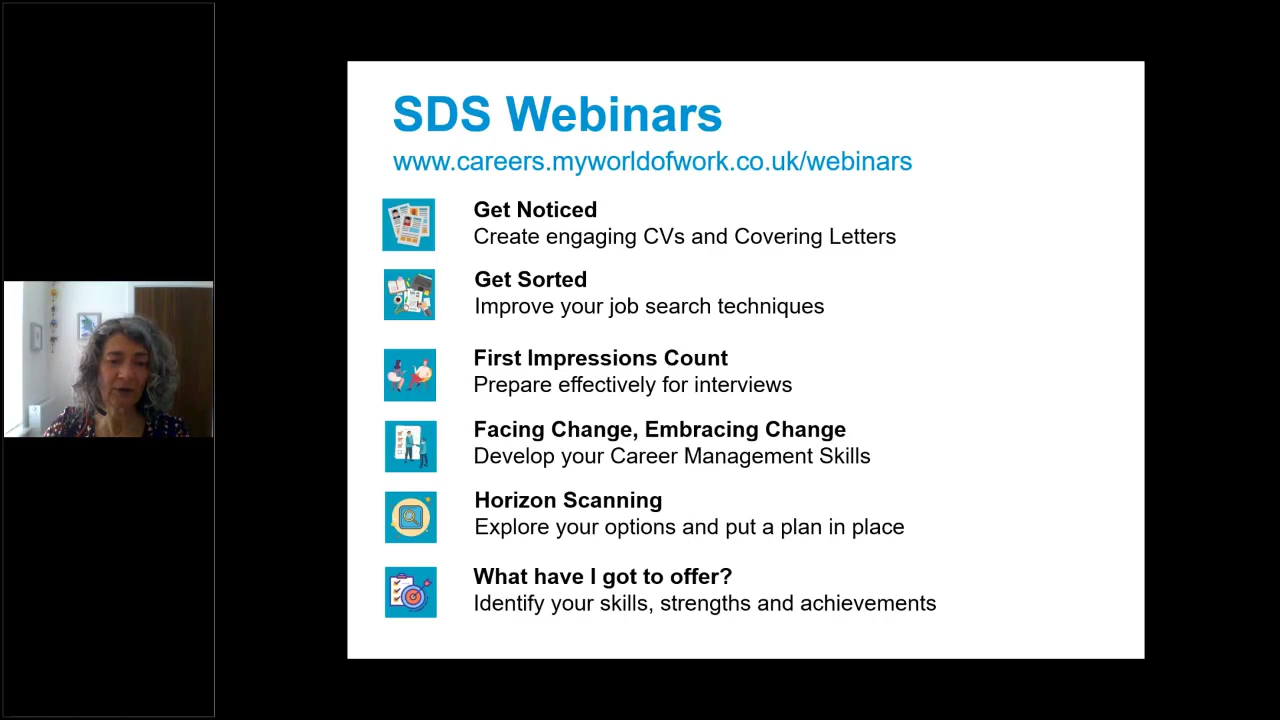 SDS Webinars
www.careers.myworldofwork.co.uk/webinars
Get Noticed
Create engaging CVs and Covering Letters
Get Sorted
Improve your job search techniques
First Impressions Count
Prepare effectively for interviews
Facing Change, Embracing Change
Develop your Career Management Skills
Horizon Scanning
Explore your options and put a plan in place
What have I got to offer?
Identify your skills, strengths and achievements